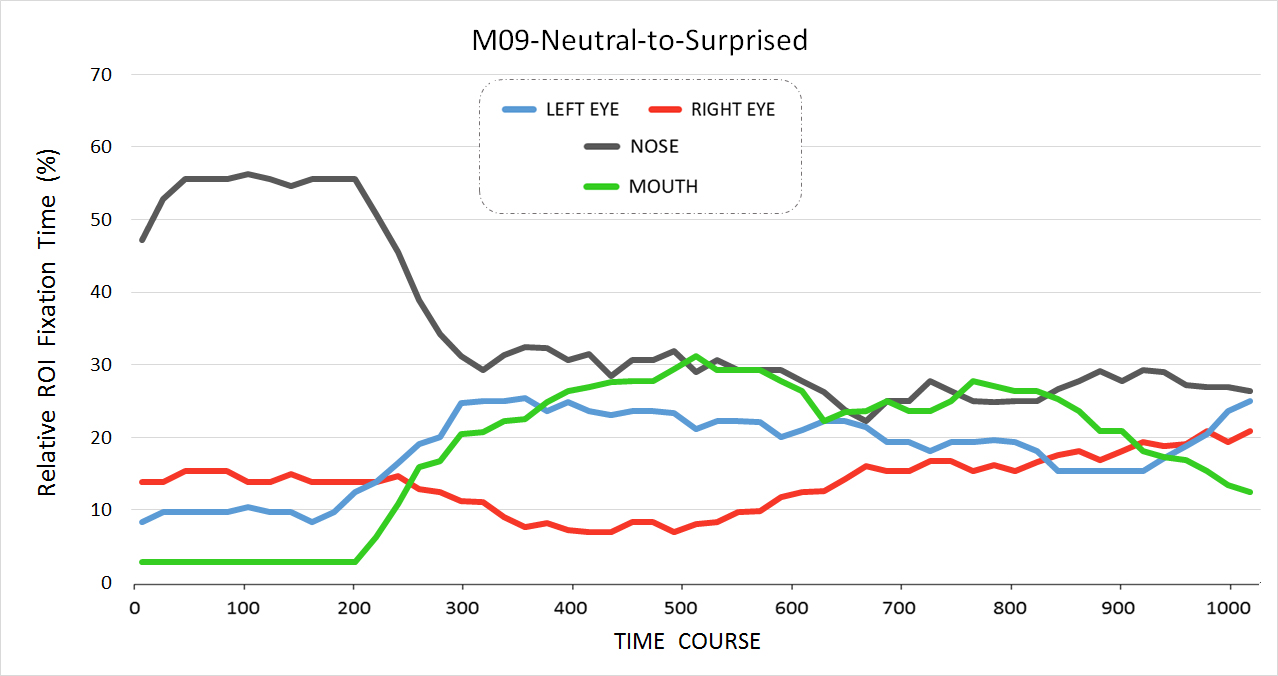 M09-Neutral-to-Surprised
70
LEFT EYE RIGHT EYE
60
NOSE
MOUTH
50
40
30
20
10
0
Relative ROI Fixation Time (%)
0 100 200 300 400 500 600 700 800 900 1000
TIME COURSE